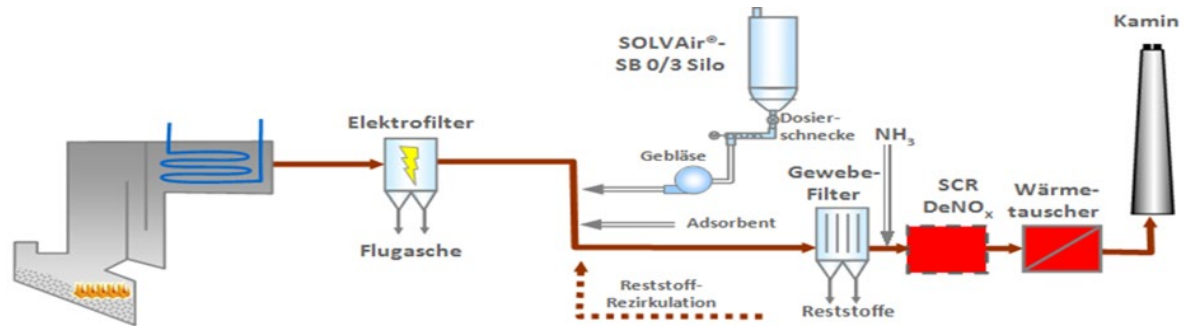 Kamin
SOLVAir®-
SB 0/3 Silo
Dosier-
schnecke
Elektrofilter
NH3
Gebläse
Gewebe-
Filter
SCR
DeNOx
Wärme-
tauscher
Adsorbent
Flugasche
Reststoff-
Rezirkulation
Reststoffe